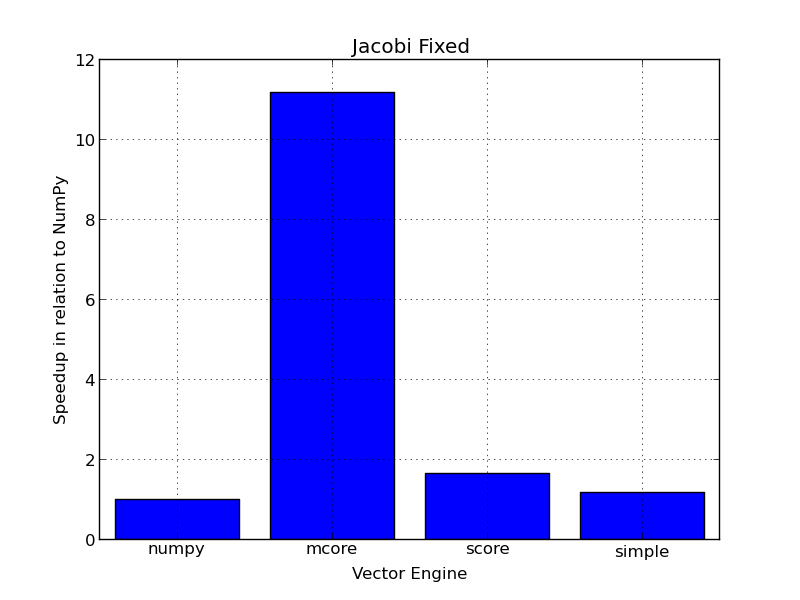 Jacobi Fixed
12
10
8
6
4
2
0
Speedup in relation to NumPy
numpy mcore score simple
Vector Engine